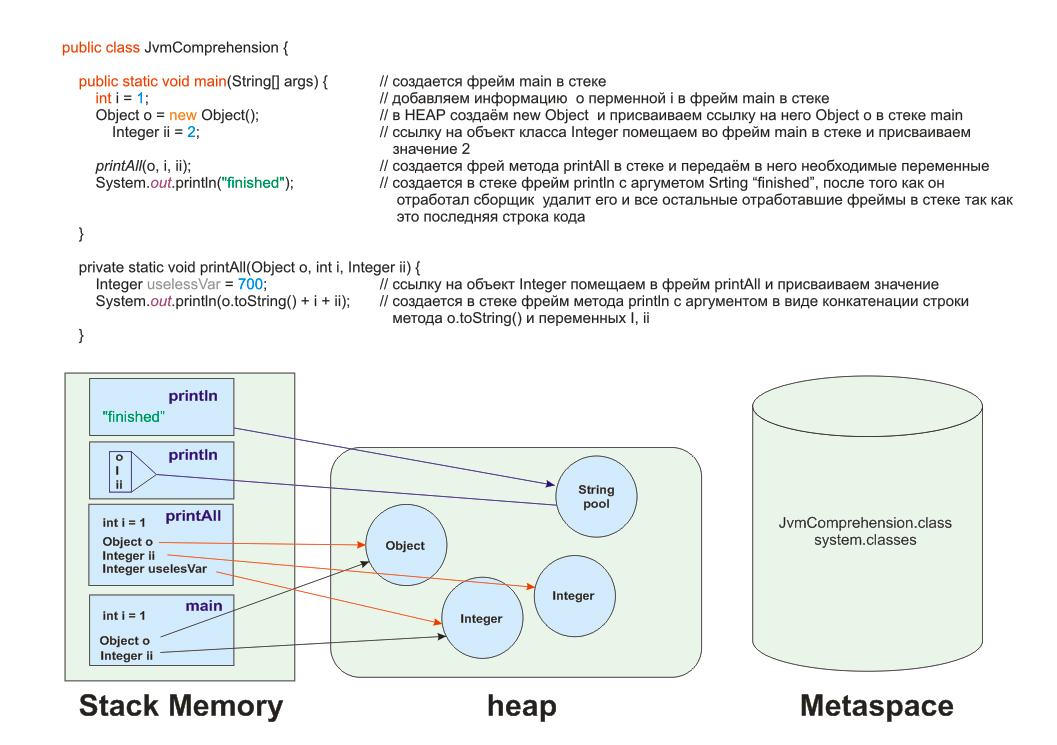 public class JvmComprehension {
public static void main(String[] args) { // создается фрейм main в стеке
int i = 1; // добавляем информацию о перменной i в фрейм main в стеке
Object o = new Object(); // в HEAP создаём new Object и присваиваем ссылку на него Object o в стеке main
Integer ii = 2; // ссылку на объект класса Integer помещаем во фрейм main в стеке и присваиваем
значение 2
printAll(o, i, ii); // создается фрей метода printAll в стеке и передаём в него необходимые переменные
System.out.println("finished"); // создается в стеке фрейм println с аргуметом Srting “finished”, после того как он
отработал сборщик удалит его и все остальные отработавшие фреймы в стеке так как
это последняя строка кода
}
private static void printAll(Object o, int i, Integer ii) {
Integer uselessVar = 700; // ссылку на объект Integer помещаем в фрейм printAll и присваиваем значение
System.out.println(o.toString() + i + ii); // создается в стеке фрейм метода println с аргументом в виде конкатенации строки
метода o.toString() и переменных I, ii
}
println
"finished"
println
o
I
ii
printAll
int i = 1
Object o
Integer ii
Integer uselesVar
main
int i = 1
Object o
Integer ii
Stack Memory
String
pool
Object
Integer
Integer
heap
JvmComprehension.class
system.classes
Metaspace